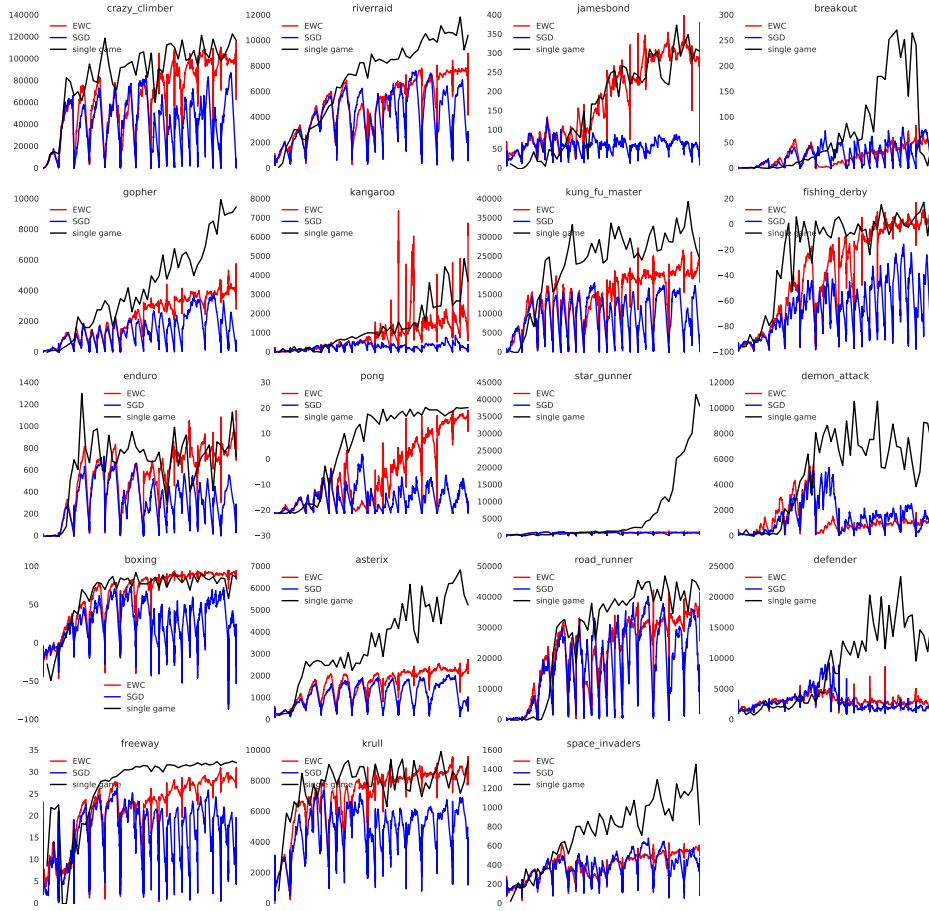 crazy_climber
140000
120000
100000
80000
60000
40000
20000
0
EWC
SGD
single game
riverraid
12000
10000
8000
6000
4000
2000
0
EWC
SGD
single game
jamesbond
400
350
300
250
200
150
100
50
0
EWC
SGD
single game
breakout
300
250
200
150
100
50
0
EWC
SGD
single game
gopher
10000
8000
6000
4000
2000
0
EWC
SGD
single game
kangaroo
8000
7000
6000
5000
4000
3000
2000
1000
0
EWC
SGD
single game
kung_fu_master
40000
35000
30000
25000
20000
15000
10000
5000
0
EWC
SGD
single game
fishing_derby
20
0
−20
−40
−60
−80
−100
EWC
SGD
single game
enduro
1400
1200
1000
800
600
400
200
0
EWC
SGD
single game
pong
30
20
10
0
−10
−20
−30
EWC
SGD
single game
star_gunner
45000
40000
35000
30000
25000
20000
15000
10000
5000
0
EWC
SGD
single game
demon_attack
12000
10000
8000
6000
4000
2000
0
EWC
SGD
single game
boxing
100
50
0
−50
−100
EWC
SGD
single game
asterix
7000
6000
5000
4000
3000
2000
1000
0
EWC
SGD
single game
road_runner
50000
40000
30000
20000
10000
0
EWC
SGD
single game
defender
25000
20000
15000
10000
5000
0
EWC
SGD
single game
freeway
35
30
25
20
15
10
5
0
EWC
SGD
single game
krull
10000
8000
6000
4000
2000
0
EWC
SGD
single game
space_invaders
1600
1400
1200
1000
800
600
400
200
0
EWC
SGD
single game